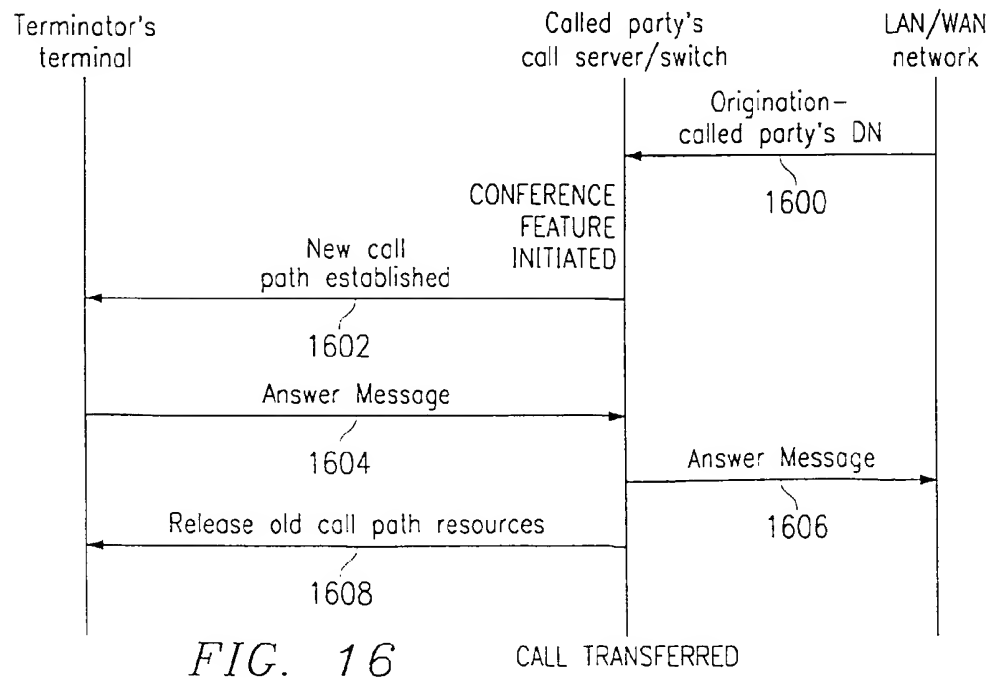 Terminator's
terminal
Called party's
call server/switch
LAN/WAN
network
Origination–
called party's DN
1600
CONFERENCE
FEATURE
INITIATED
New call
path established
1602
Answer Message
1604
Answer Message
1606
Release old call path resources
1608
FIG. 16
CALL TRANSFERRED